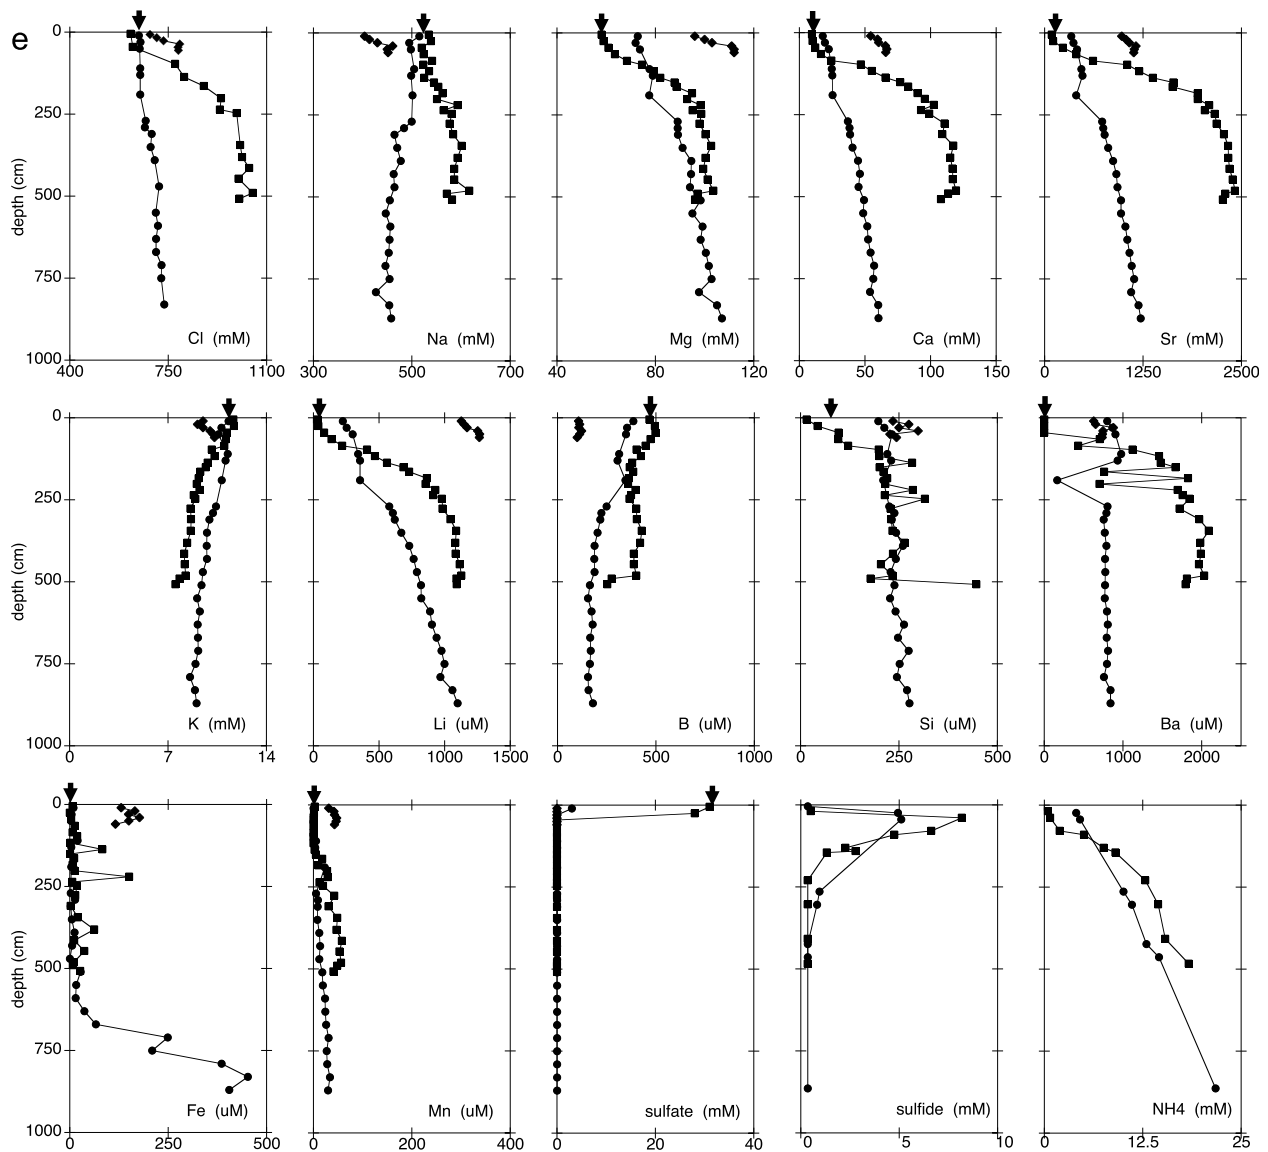 e
0
250
500
750
1000
depth (cm)
400 750 1100
Cl (mM)
300 500 700
Na (mM)
40 80 120
Mg (mM)
0 50 100 150
Ca (mM)
0 1250 2500
Sr (mM)
0
250
500
750
1000
depth (cm)
0 7 14
K (mM)
0 500 1000 1500
Li (uM)
0 500 1000
B (uM)
0 250 500
Si (uM)
0 1000 2000
Ba (uM)
0
250
500
750
1000
depth (cm)
0 250 500
Fe (uM)
0 200 400
Mn (uM)
0 20 40
sulfate (mM)
0 5 10
sulfide (mM)
0 12.5 25
NH4 (mM)